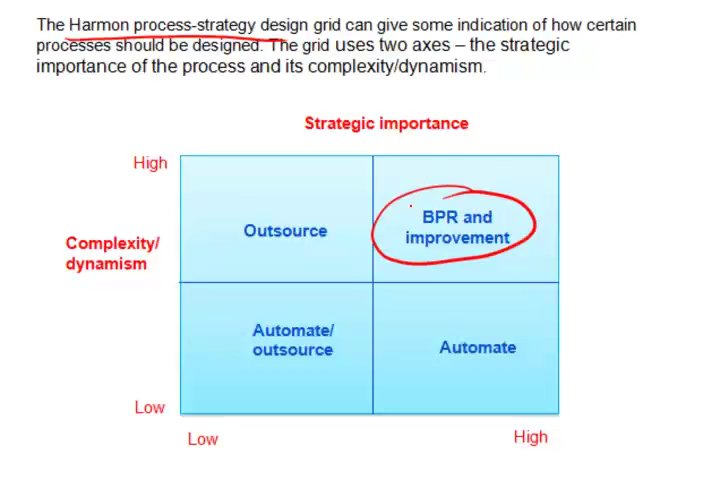 The Harmon process-strategy design grid can give some indication of how certain
processes should be designed. The grid uses two axes – the strategic
importance of the process and its complexity/dynamism.
Strategic importance
High
Outsource
BPR and
improvement
Complexity/
dynamism
Automate/
outsource
Automate
Low
Low
High